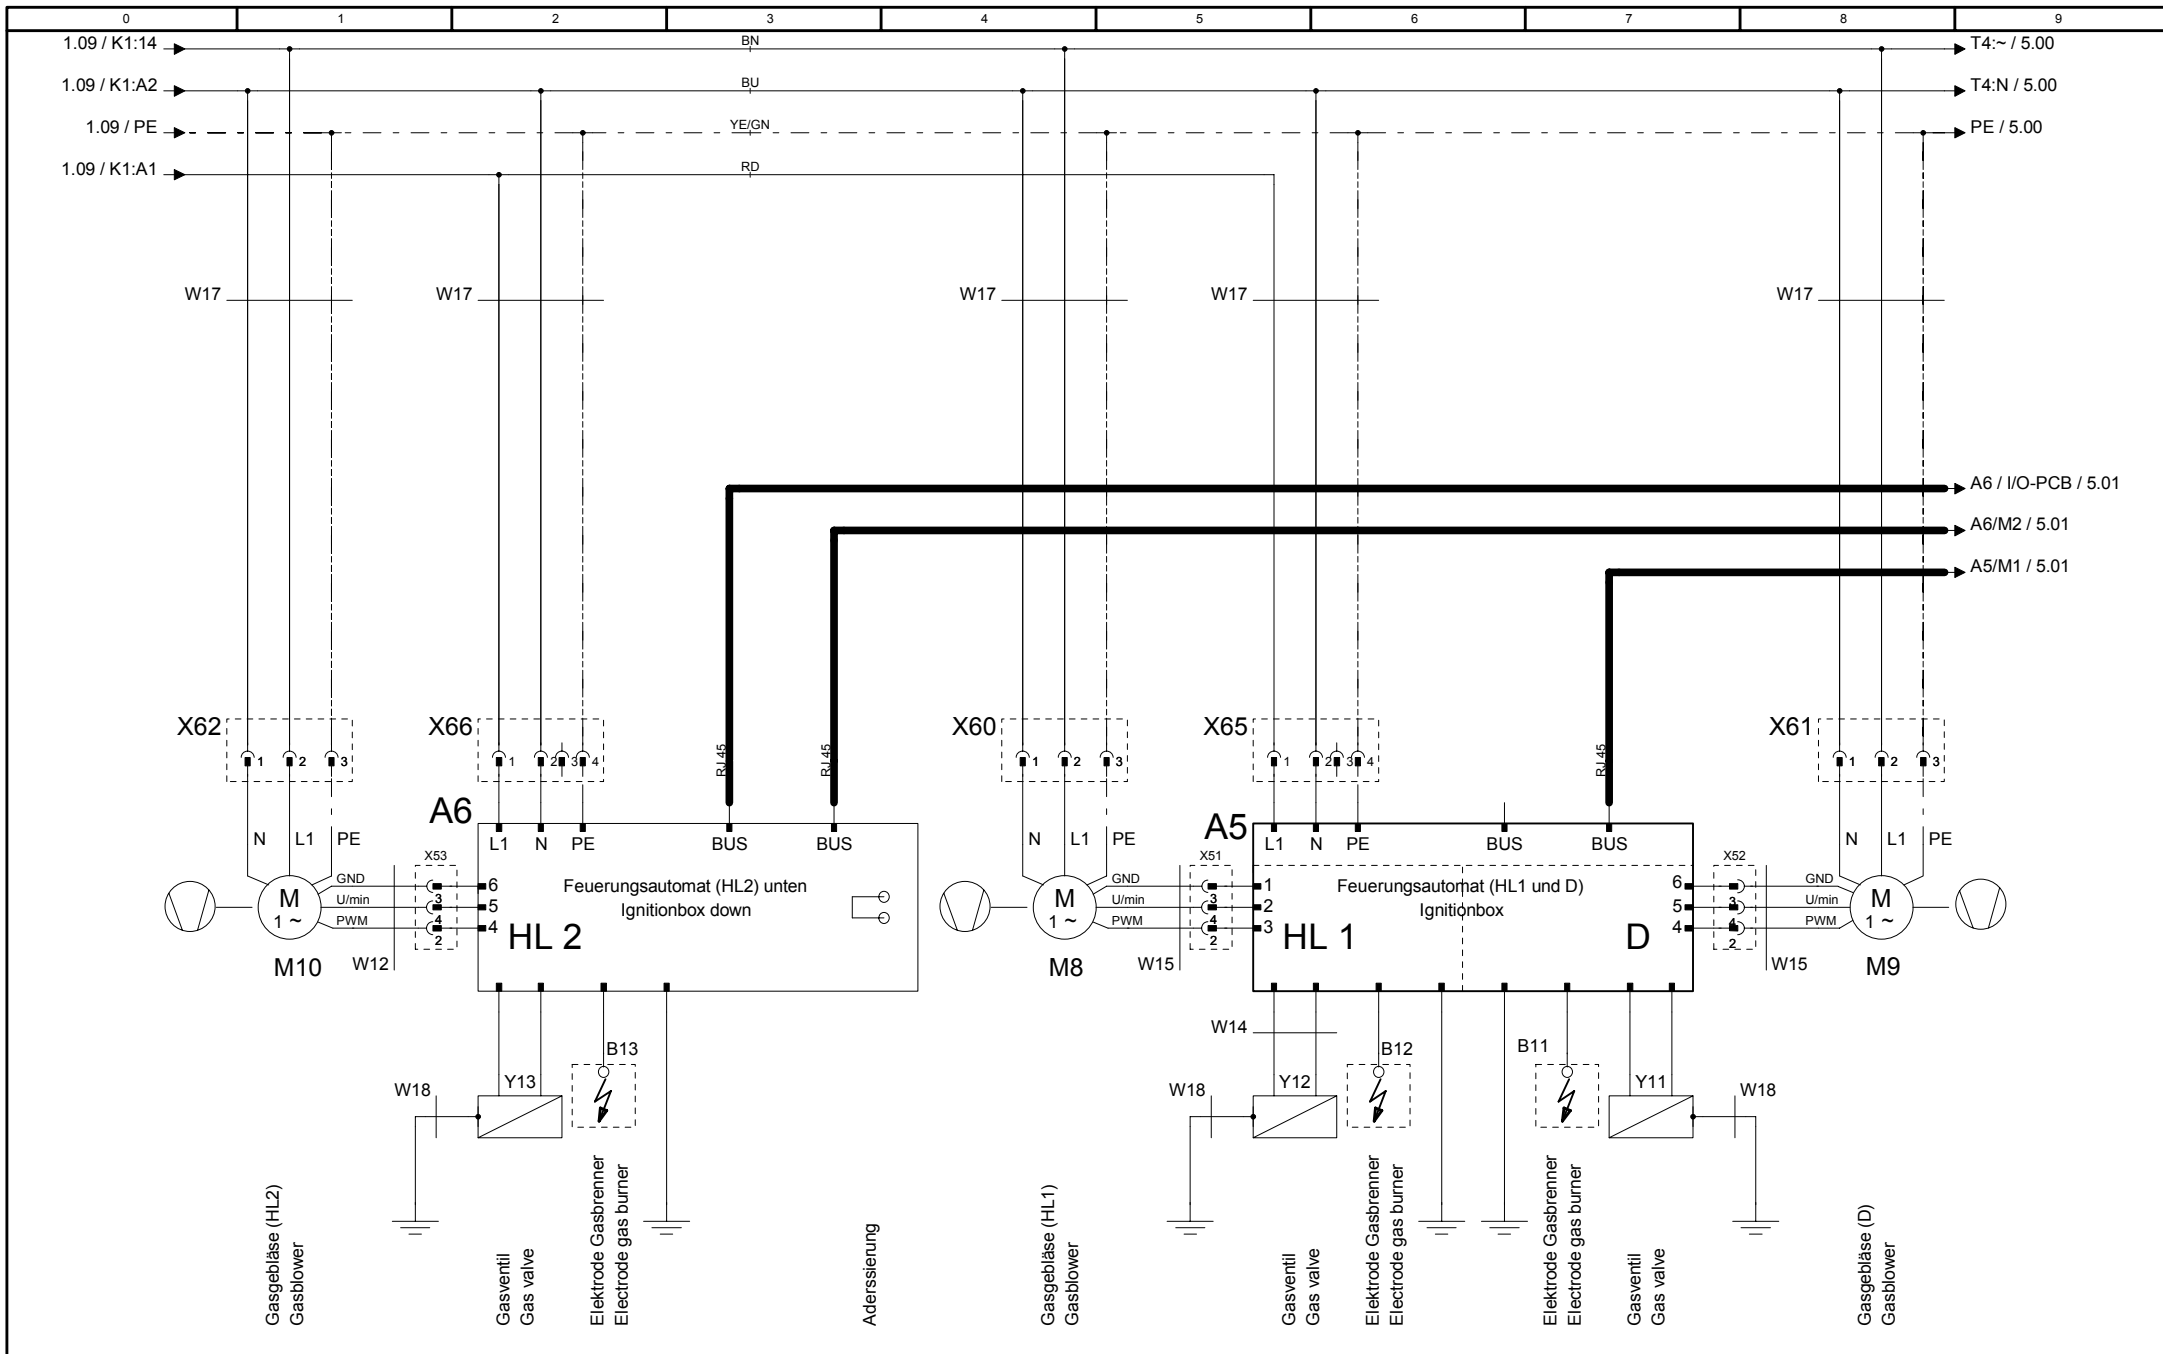 0 1 2 3 4 5 6 7 8 9
1.09 / K1:14 BN T4:~ / 5.00
1.09 / K1:A2 BU T4:N / 5.00
1.09 / PE YE/GN PE / 5.00
1.09 / K1:A1 RD
W17 W17 W17 W17 W17
A6 / I/O-PCB / 5.01
A6/M2 / 5.01
A5/M1 / 5.01
X62 X66 X60 X65 X61
RJ 45 RJ 45 RJ 45
1 2 3 1 2 3 4 1 2 3 1 2 3 4 1 2 3
A6 A5
N L1 PE L1 N PE BUS BUS N L1 PE L1 N PE BUS BUS N L1 PE
X53 X51 X52
GND 6 Feuerungsautomat (HL2) unten GND 1 Feuerungsautomat (HL1 und D) 6 GND
M U/min 3 5 Ignitionbox down M U/min 3 2 Ignitionbox 5 3 U/min M
1 ~ PWM 4 4 1 ~ PWM 4 3 4 4 PWM 1 ~
2 HL 2 2 HL 1 D 2
M10 W12 M8 W15 W15 M9
W14
B13 B12 B11
W18 Y13 W18 Y12 Y11 W18
Gasgebläse (HL2)
Gasblower
Gasventil
Gas valve
Elektrode Gasbrenner
Electrode gas burner
Aderssierung
Gasgebläse (HL1)
Gasblower
Gasventil
Gas valve
Elektrode Gasbrenner
Electrode gas burner
Elektrode Gasbrenner
Electrode gas burner
Gasventil
Gas valve
Gasgebläse (D)
Gasblower